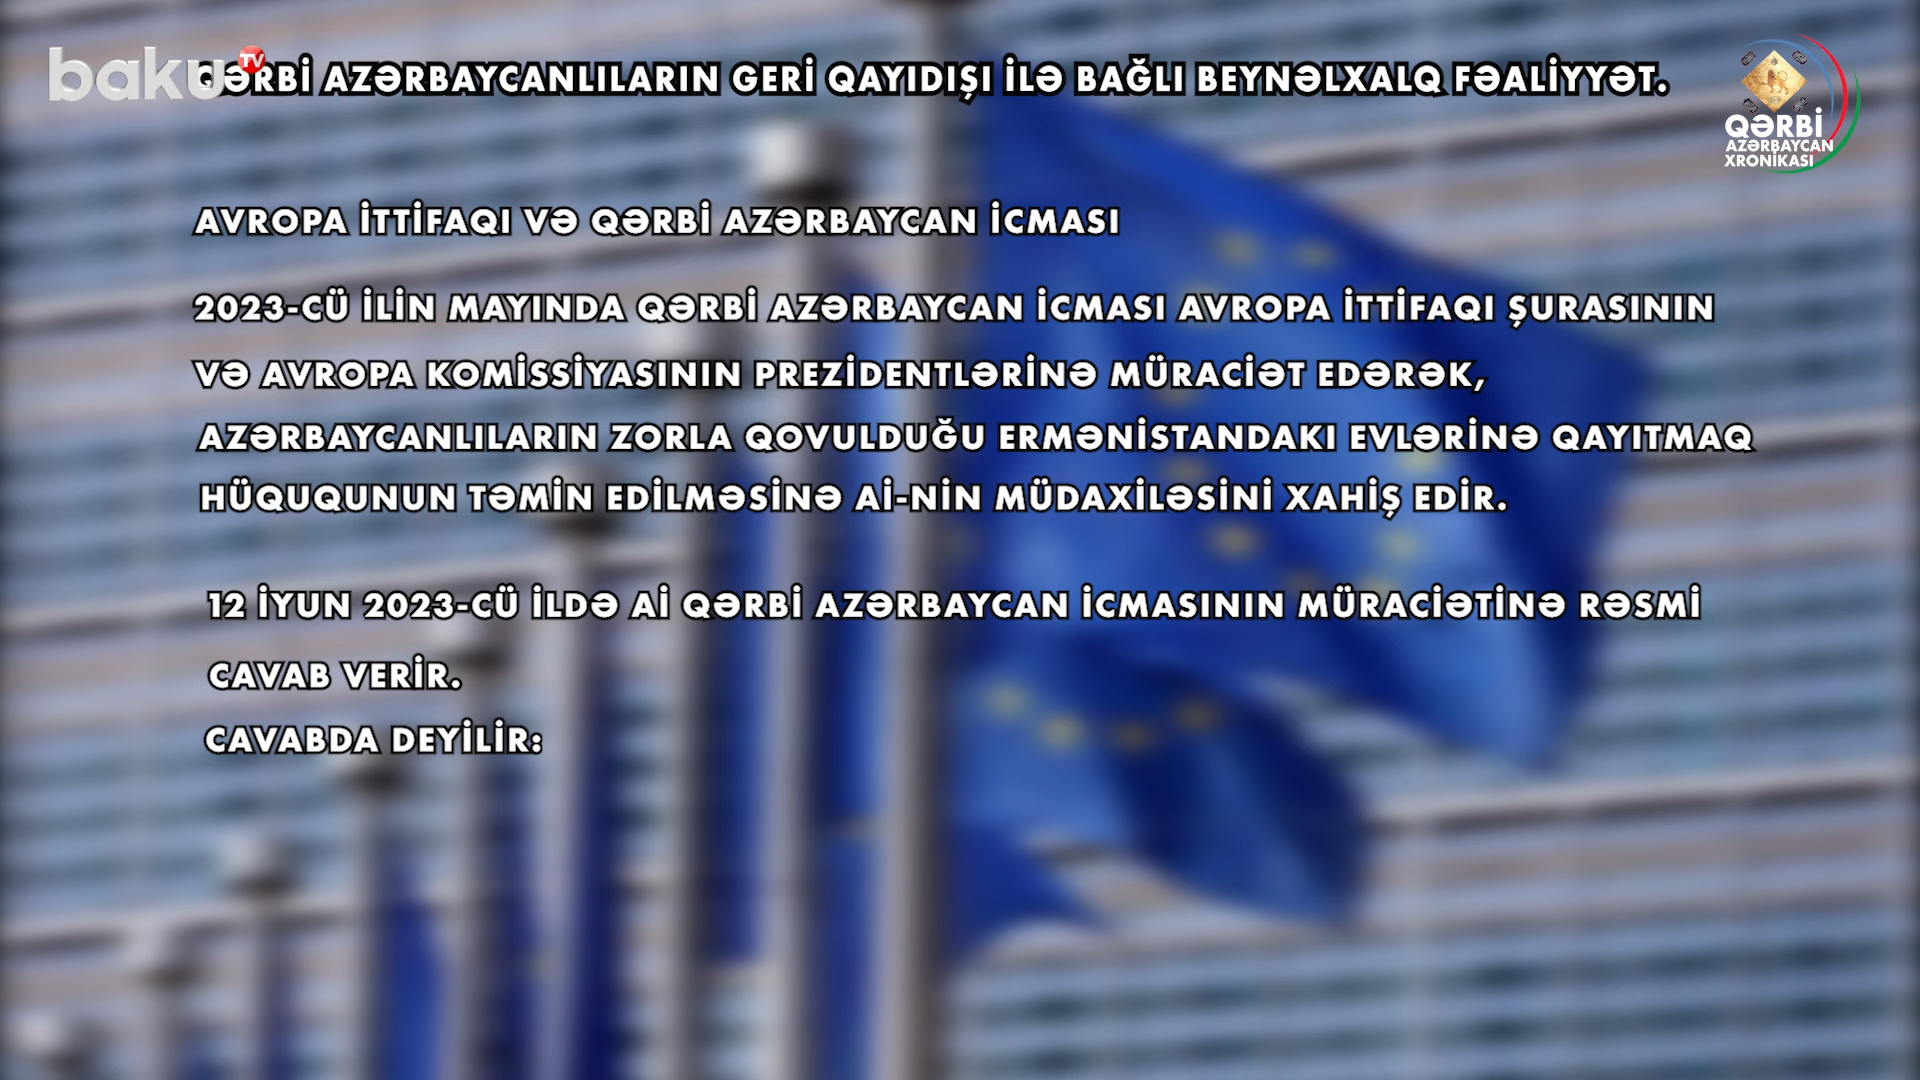 baku TV
QƏRBİ AZƏRBAYCANLILARIN GERİ QAYIDIŞI İLƏ BAĞLI BEYNƏLXALQ FƏALİYYƏT.
QƏRBİ
AZƏRBAYCAN
XRONİKASI
AVROPA İTTİFAQI VƏ QƏRBİ AZƏRBAYCAN İCMASI
2023-CÜ İLİN MAYINDA QƏRBİ AZƏRBAYCAN İCMASI AVROPA İTTİFAQI ŞURASININ
VƏ AVROPA KOMİSSİYASININ PREZİDENTLƏRİNƏ MÜRACİƏT EDƏRƏK,
AZƏRBAYCANLILARIN ZORLA QOVULDUĞU ERMƏNİSTANDAKI EVLƏRİNƏ QAYITMAQ
HÜQUQUNUN TƏMİN EDİLMƏSİNƏ Aİ-NİN MÜDAXİLƏSİNİ XAHİŞ EDİR.
12 İYUN 2023-CÜ İLDƏ Aİ QƏRBİ AZƏRBAYCAN İCMASININ MÜRACİƏTİNƏ RƏSMİ
CAVAB VERİR.
CAVABDA DEYİLİR: